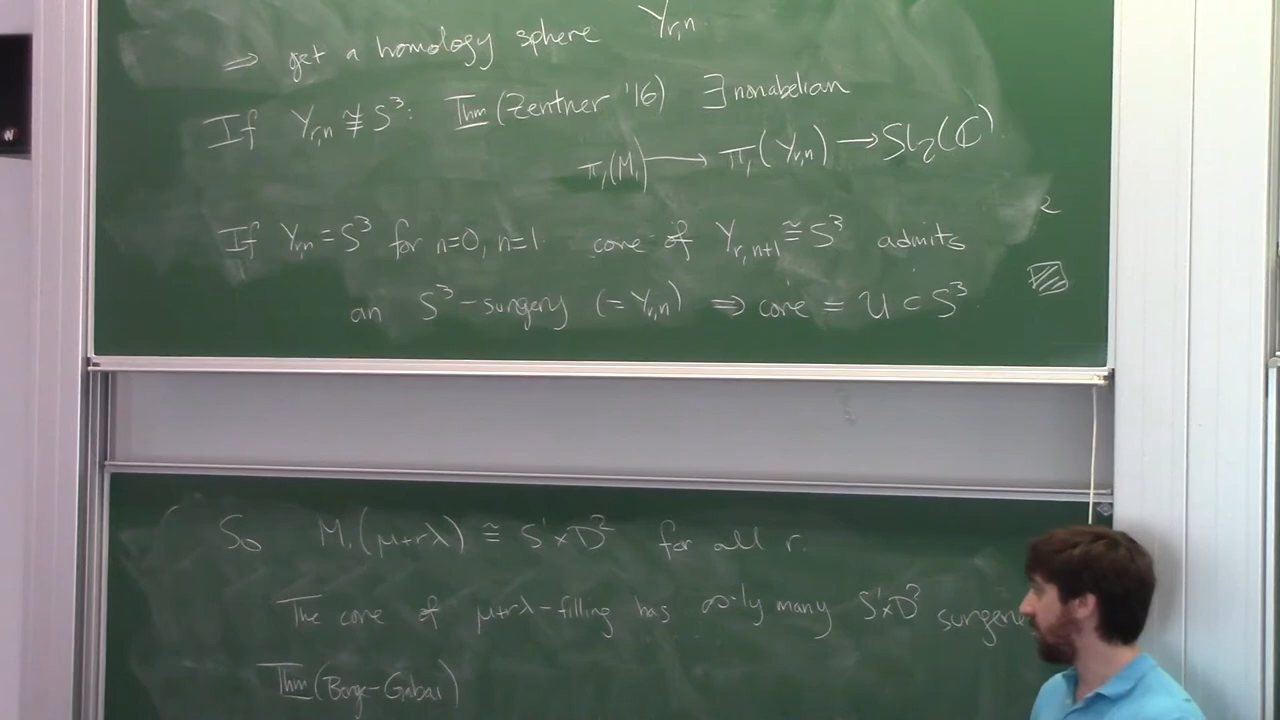 ⇒ get a homology sphere Y_{r,n}
If Y_{r,n} ≇ S³: Thm (Zentner '16) ∃ nonabelian
π₁(M₁) → π₁(Y_{r,n}) → SL₂(ℂ)
If Y_{r,n} = S³ for n=0, n=1. core of Y_{r,n+1} ≅ S³ admits
an S³-surgery (= Y_{r,n}) ⇒ core = U ⊂ S³
So M₁(μ+rλ) ≅ S¹×D² for all r.
The core of μ+rλ-filling has ∞-ly many S¹×D²
Thm (Berge-Gabai)